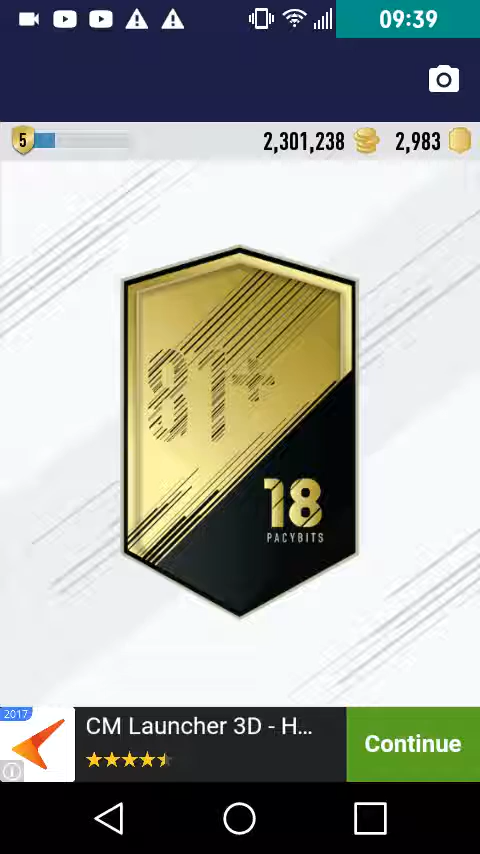 09:39
5
2,301,238
2,983
81+
18
PACYBITS
2017
CM Launcher 3D - H...
Continue